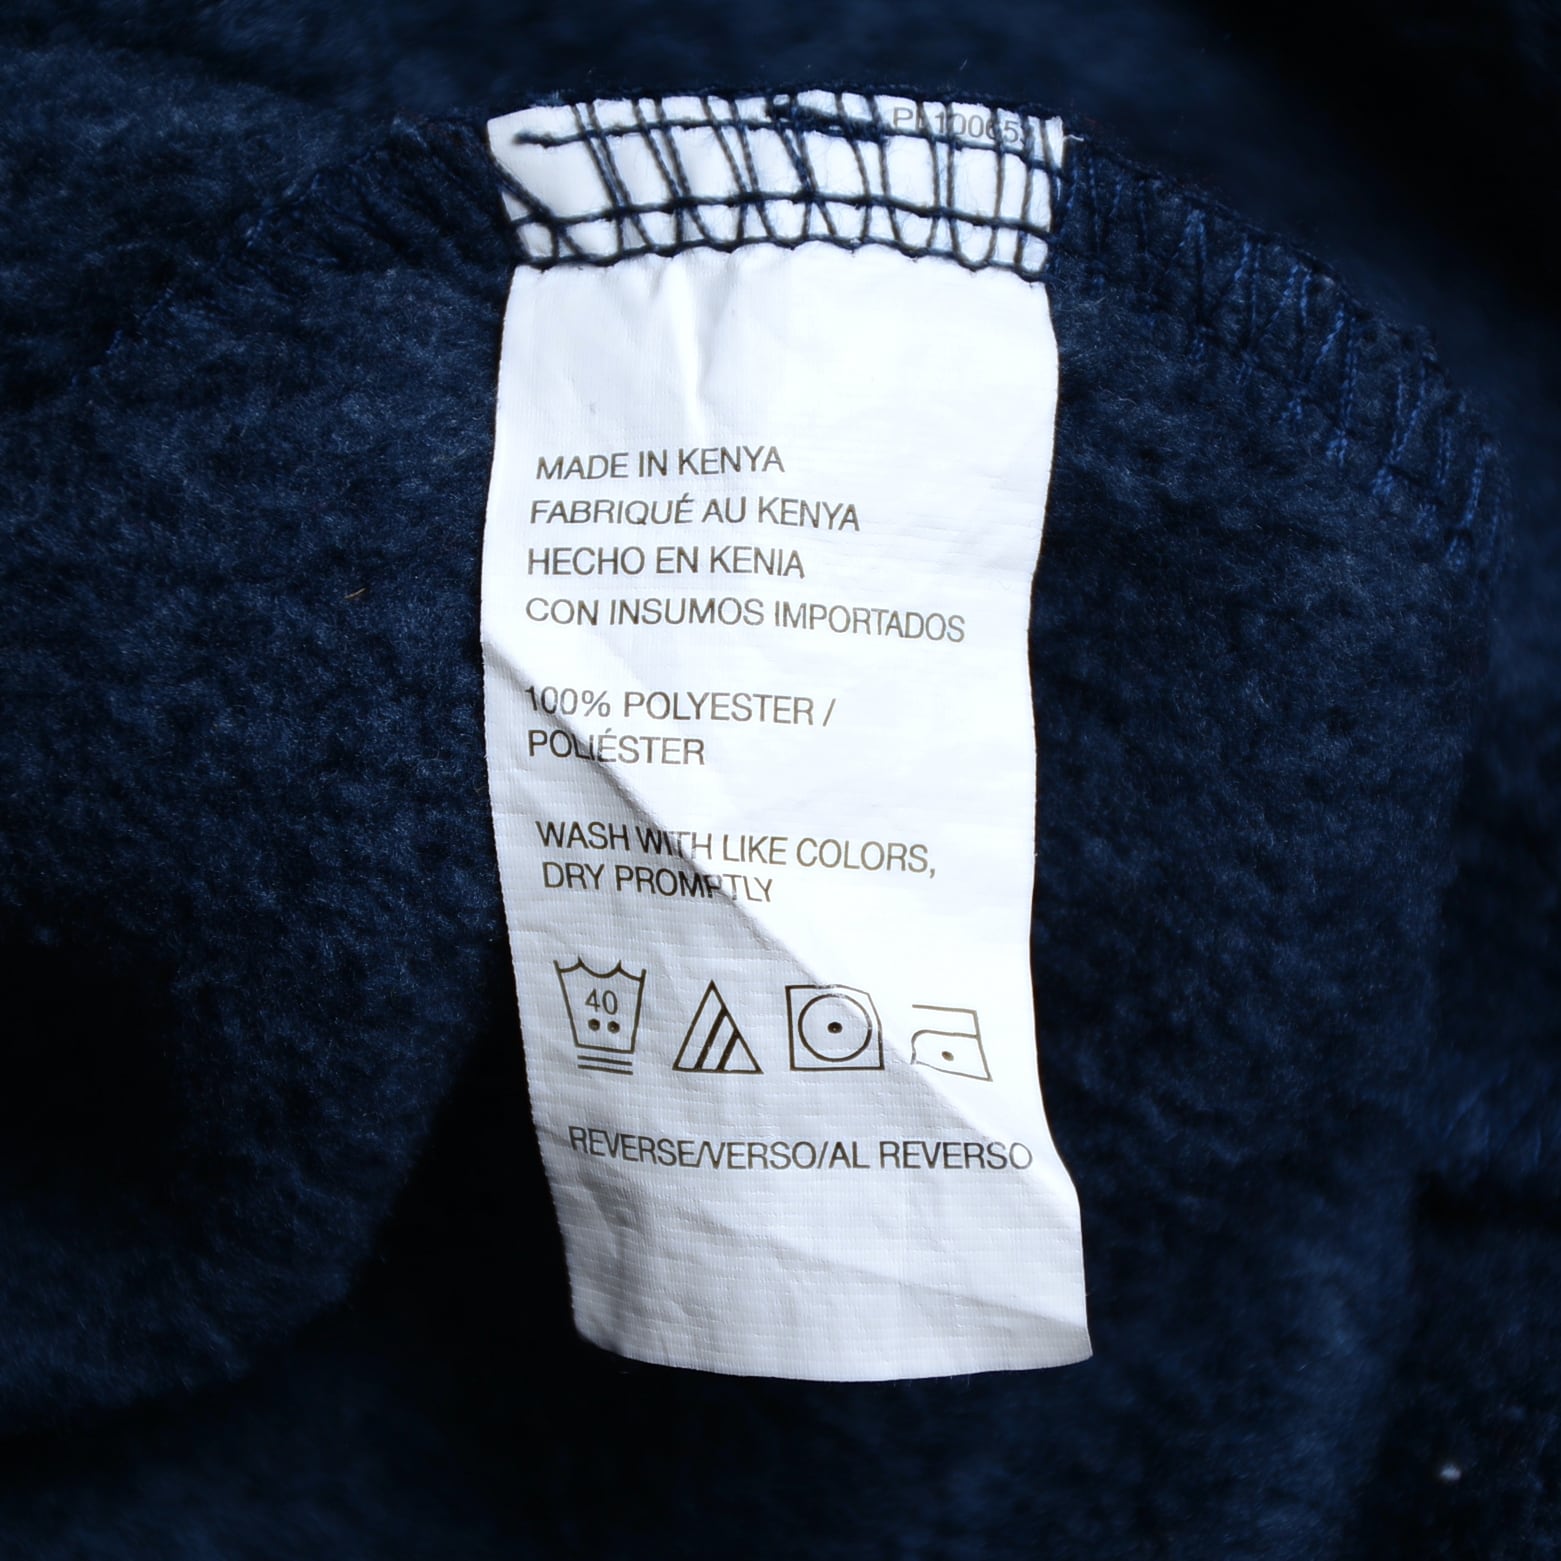 MADE IN KENYA
FABRIQUÉ AU KENYA
HECHO EN KENIA
CON INSUMOS IMPORTADOS
100% POLYESTER /
POLIÉSTER
WASH WITH LIKE COLORS,
DRY PROMPTLY
40
REVERSE/VERSO/AL REVERSO